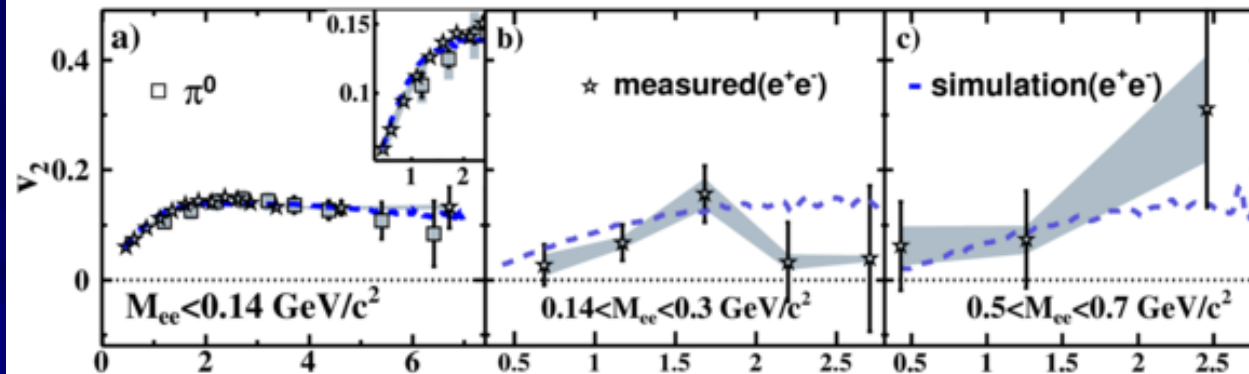 a)
π⁰
0.15
0.1
1 2
b)
measured(e⁺e⁻)
c)
simulation(e⁺e⁻)
v₂
0.4
0.2
0
M_ee<0.14 GeV/c²
0.14<M_ee<0.3 GeV/c²
0.5<M_ee<0.7 GeV/c²
0 2 4 6
0.5 1 1.5 2 2.5
0.5 1 1.5 2 2.5